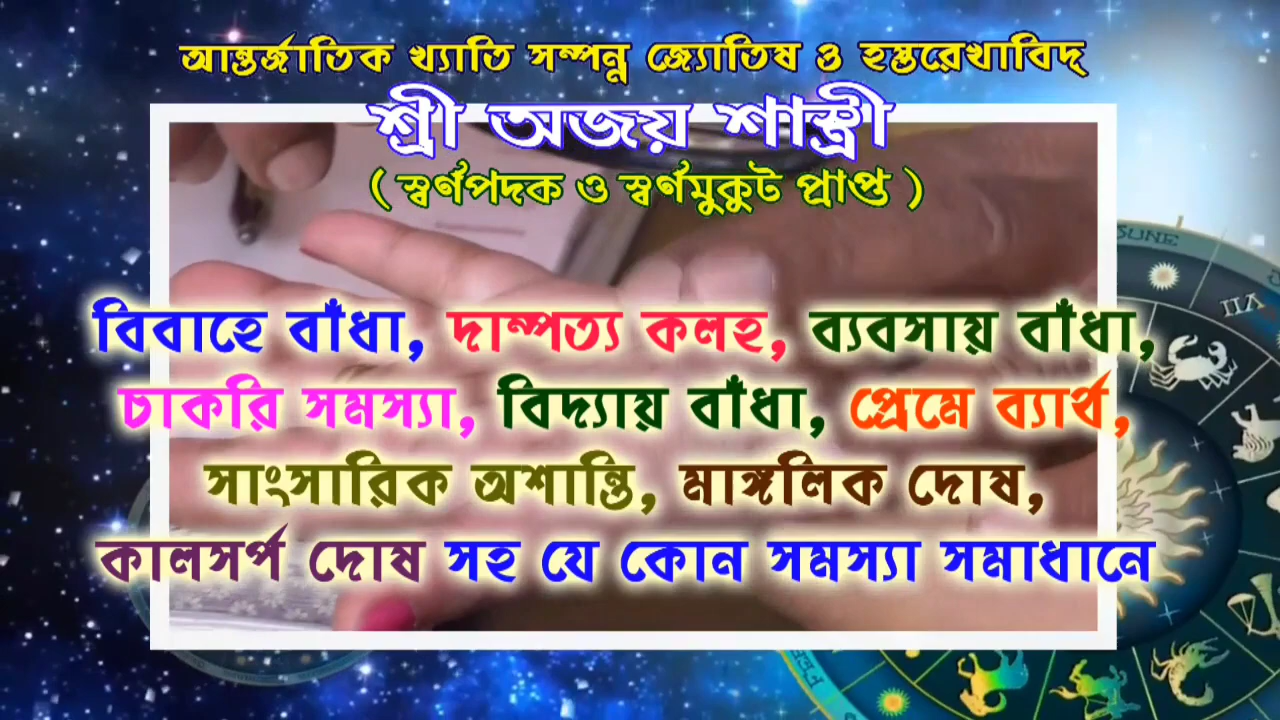 আন্তর্জাতিক খ্যাতি সম্পন্ন জ্যোতিষ ও হস্তরেখাবিদ্
শ্রী অজয় শাস্ত্রী
( স্বর্ণপদক ও স্বর্ণমুকুট প্রাপ্ত )
বিবাহে বাঁধা, দাম্পত্য কলহ, ব্যবসায় বাঁধা,
চাকরি সমস্যা, বিদ্যায় বাঁধা, প্রেমে ব্যার্থ,
সাংসারিক অশান্তি, মাঙ্গলিক দোষ,
কালসর্প দোষ সহ যে কোন সমস্যা সমাধানে
VII